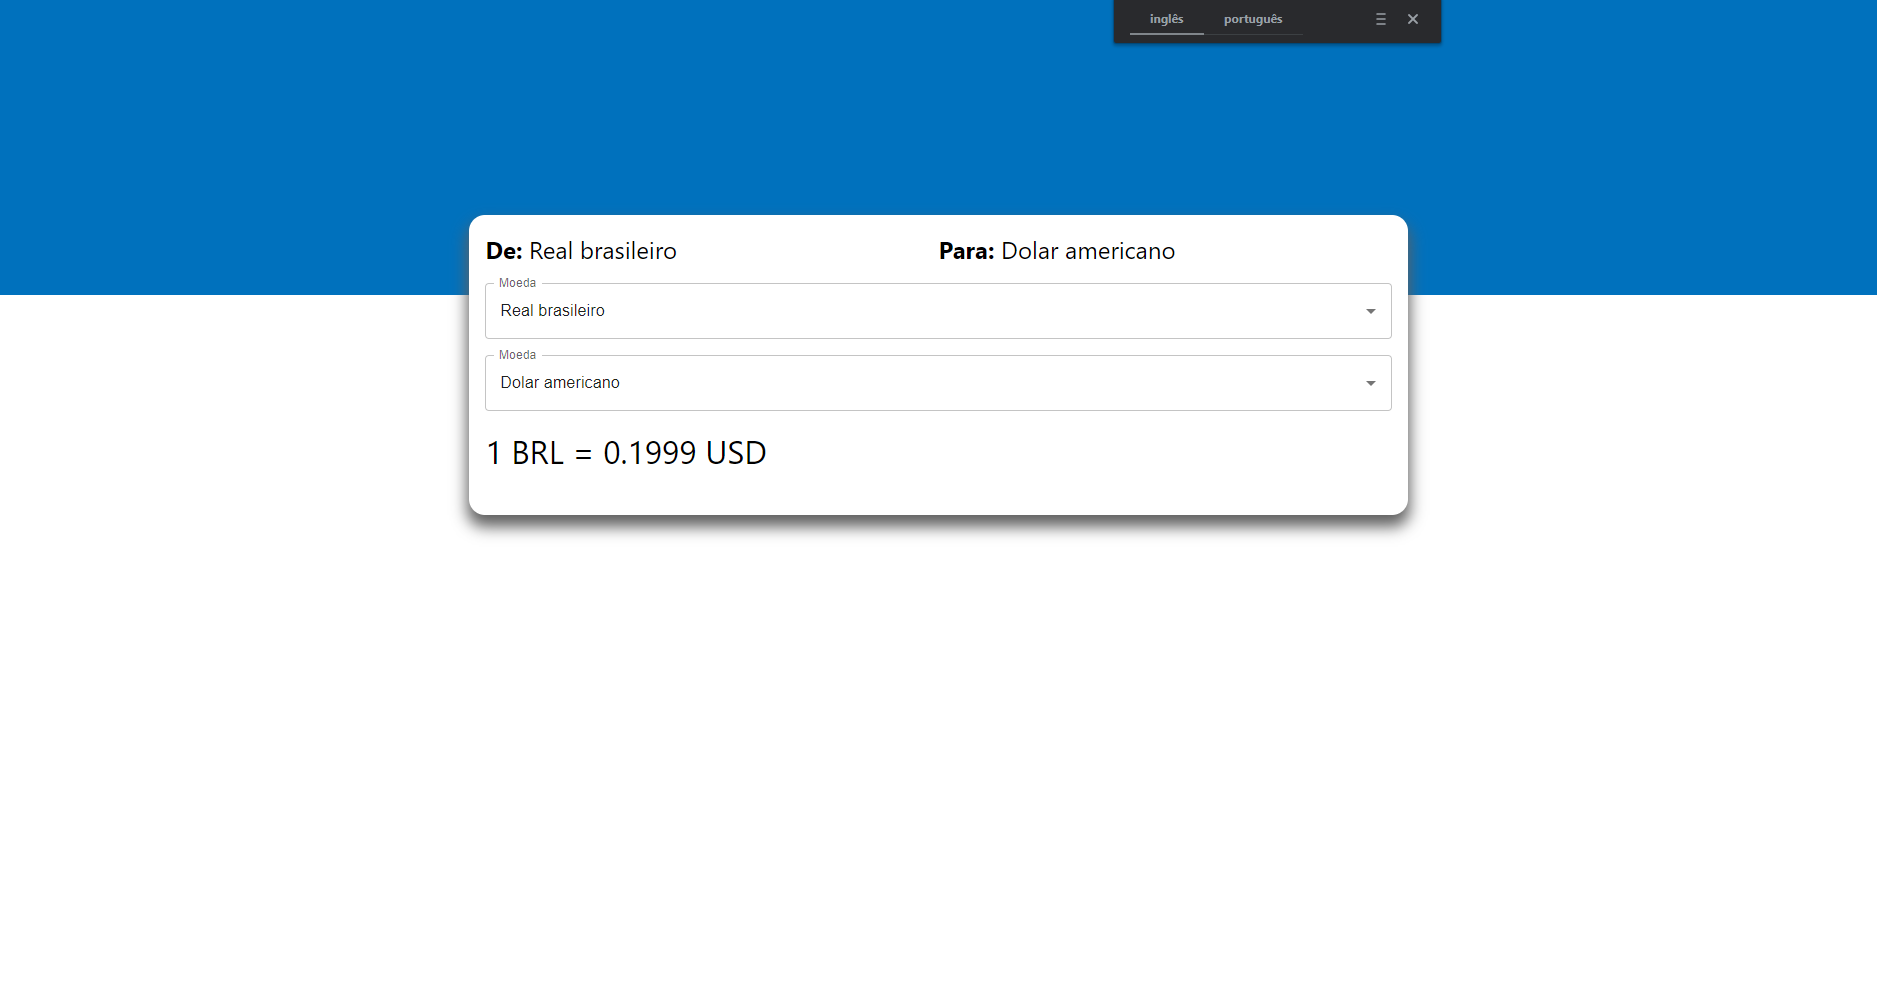 inglês português
De: Real brasileiro Para: Dolar americano
Moeda
Real brasileiro
Moeda
Dolar americano
1 BRL = 0.1999 USD